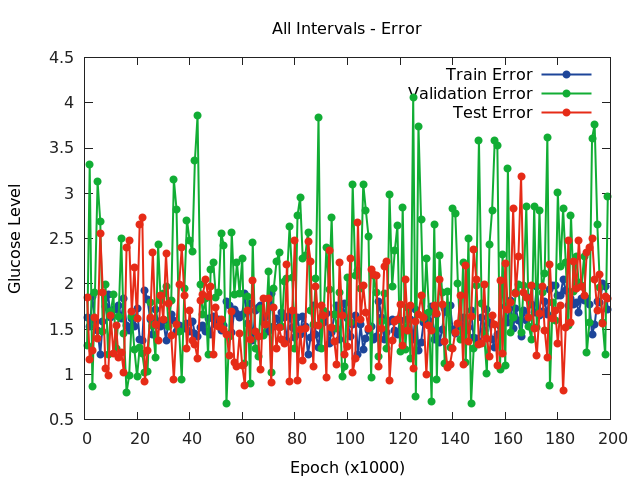 All Intervals - Error
Train Error
Validation Error
Test Error
4.5
4
3.5
3
2.5
2
1.5
1
0.5
Glucose Level
0 20 40 60 80 100 120 140 160 180 200
Epoch (x1000)